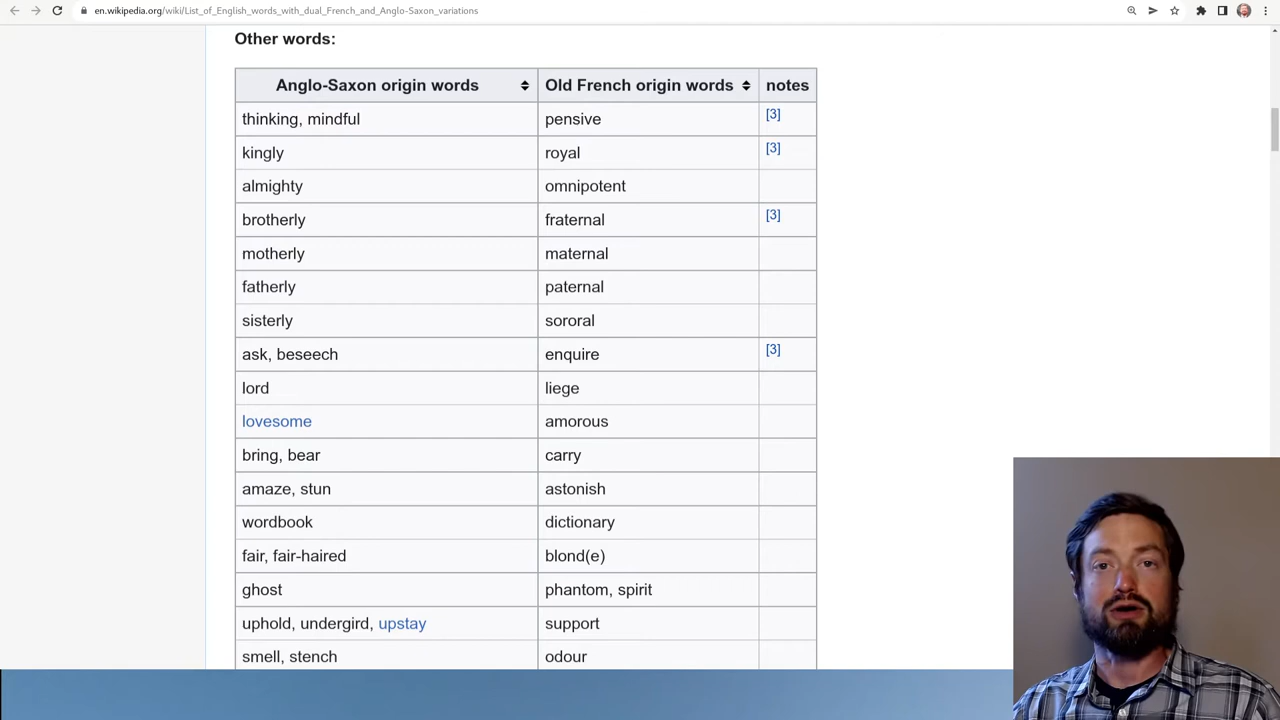 en.wikipedia.org/wiki/List_of_English_words_with_dual_French_and_Anglo-Saxon_variations
Other words:
Anglo-Saxon origin words Old French origin words notes
thinking, mindful pensive [3]
kingly royal [3]
almighty omnipotent
brotherly fraternal [3]
motherly maternal
fatherly paternal
sisterly sororal
ask, beseech enquire [3]
lord liege
lovesome amorous
bring, bear carry
amaze, stun astonish
wordbook dictionary
fair, fair-haired blond(e)
ghost phantom, spirit
uphold, undergird, upstay support
smell, stench odour